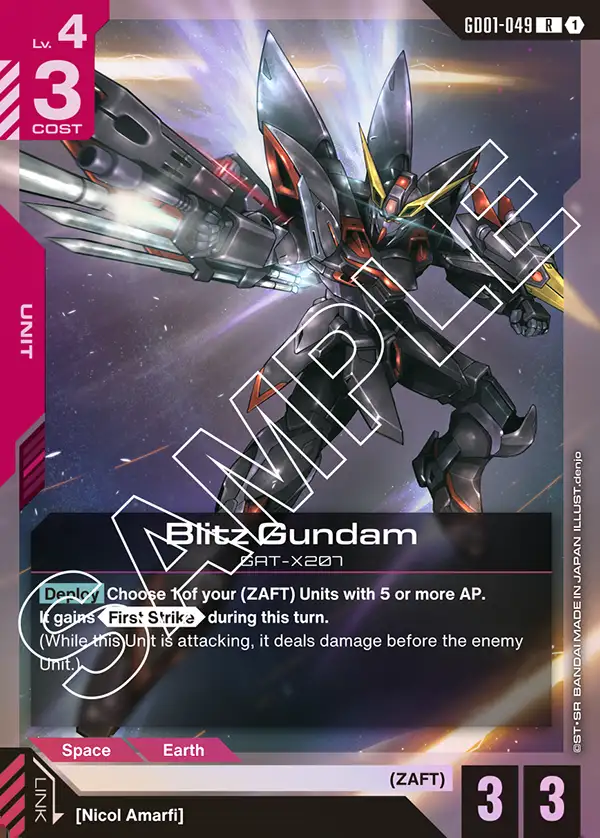 GD01-049 R 1
Lv. 4
3
COST
UNIT
SAMPLE
Blitz Gundam
GAT-X207
Deploy Choose 1 of your (ZAFT) Units with 5 or more AP.
It gains First Strike during this turn.
(While this Unit is attacking, it deals damage before the enemy
Unit.)
©ST・SR BANDAI MADE IN JAPAN ILLUST.denjo
Space Earth
(ZAFT)
LINK
[Nicol Amarfi]
3 3